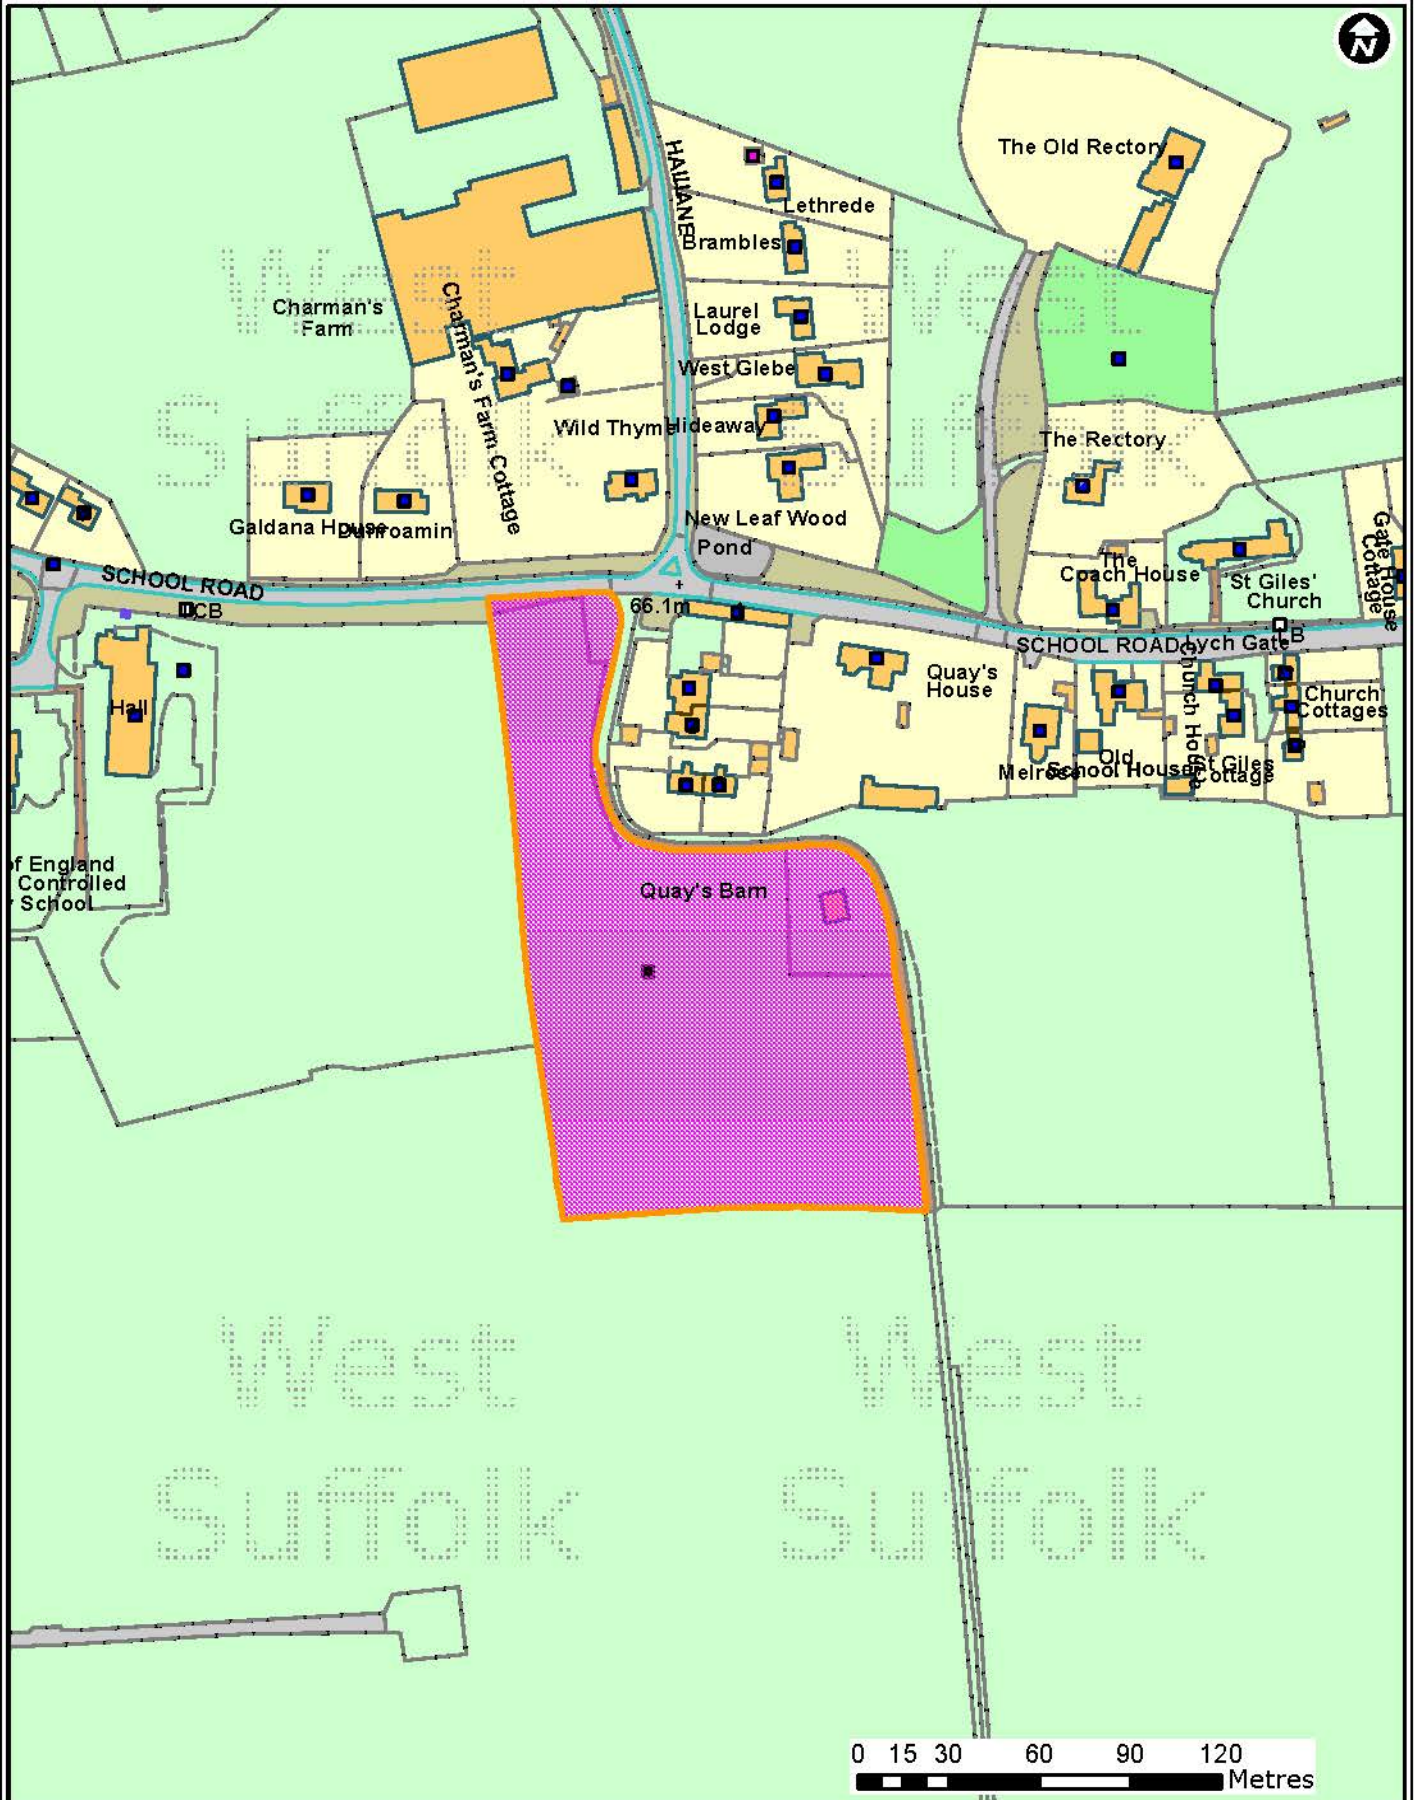 N
The Old Rectory
HALL LANE
Lethrede
Brambles
West
Suffolk
West
Suffolk
Charman's
Farm
Charman's Farm Cottage
Laurel
Lodge
West Glebe
Wild Thyme
Hideaway
The Rectory
Galdana House
Dunroamin
New Leaf Wood
Pond
Gate House
Cottage
The
Coach House
St Giles'
Church
SCHOOL ROAD
TCB
66.1m
SCHOOL ROAD
Lych Gate
LB
Hall
Quay's
House
Church House
Church
Cottages
Melrose
Old
School House
St Giles
Cottage
of England
Controlled
y School
Quay's Barn
West
Suffolk
West
Suffolk
0 15 30 60 90 120
Metres